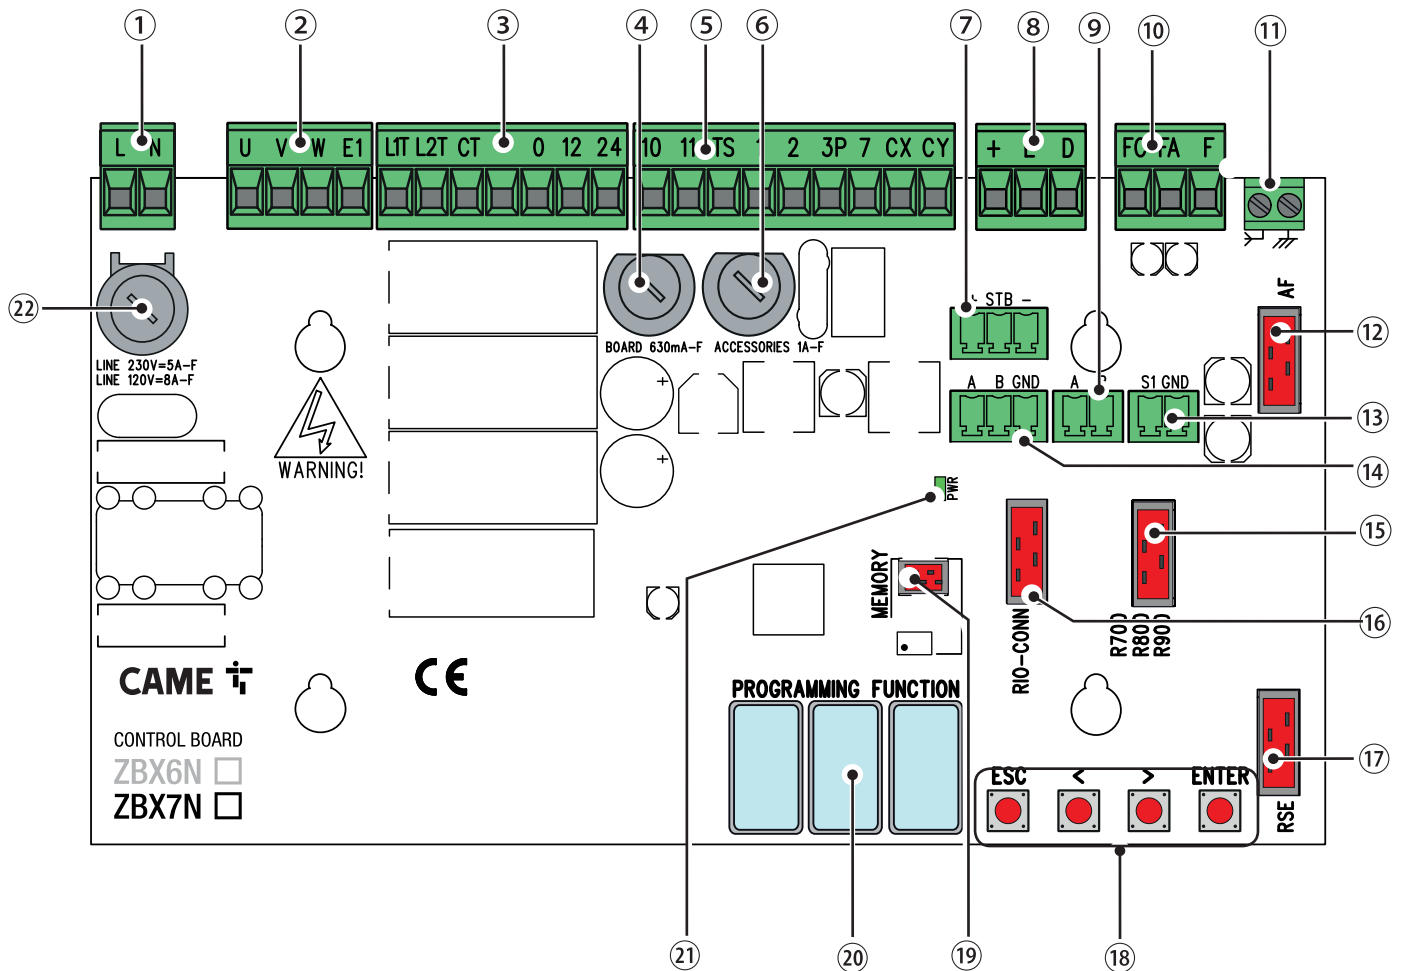 ① ② ③ ④ ⑤ ⑥ ⑦ ⑧ ⑨ ⑩ ⑪
L N
U V W E1
L1T L2T CT 0 12 24
10 11 TS 1 2 3P 7 CX CY
+ E D
FC FA F
㉒
LINE 230V=5A-F
LINE 120V=8A-F
BOARD 630mA-F
ACCESSORIES 1A-F
STB -
AF
⑫
A B GND
A
S1 GND
⑬
+
+
WARNING!
⑭
PWR
⑮
MEMORY
RIO-CONN
R700
R800
R900
⑯
CAME
CE
PROGRAMMING FUNCTION
CONTROL BOARD
ZBX6N
ZBX7N
ESC < > ENTER
RSE
⑰
㉑ ⑳ ⑲ ⑱